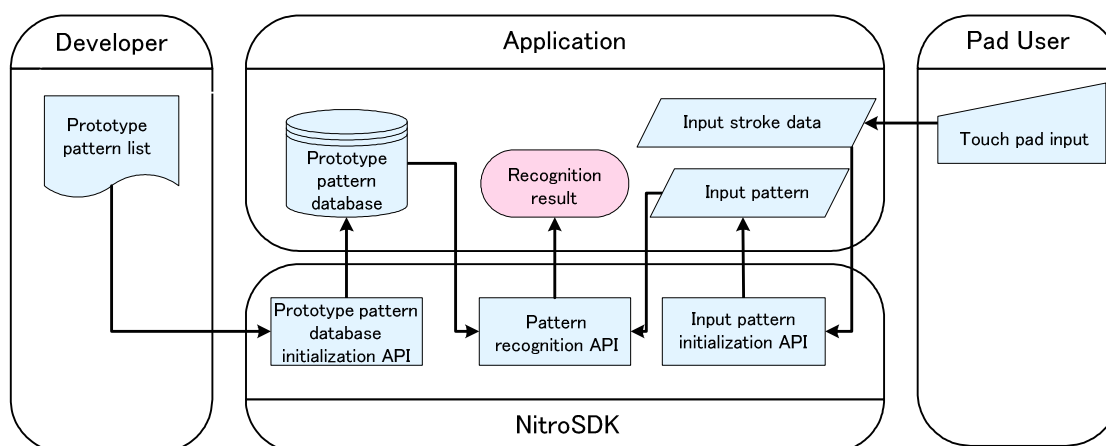 Developer
Application
Pad User
Prototype
pattern list
Prototype
pattern
database
Recognition
result
Input stroke data
Input pattern
Touch pad input
Prototype pattern
database
initialization API
Pattern
recognition API
Input pattern
initialization API
NitroSDK